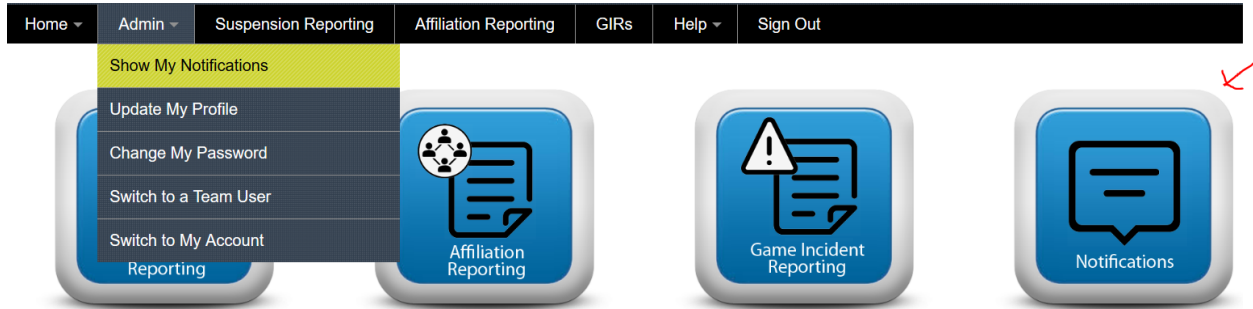 Home Admin Suspension Reporting Affiliation Reporting GIRs Help Sign Out
Show My Notifications
Update My Profile
Change My Password
Switch to a Team User
Switch to My Account
Reporting
Affiliation
Reporting
Game Incident
Reporting
Notifications